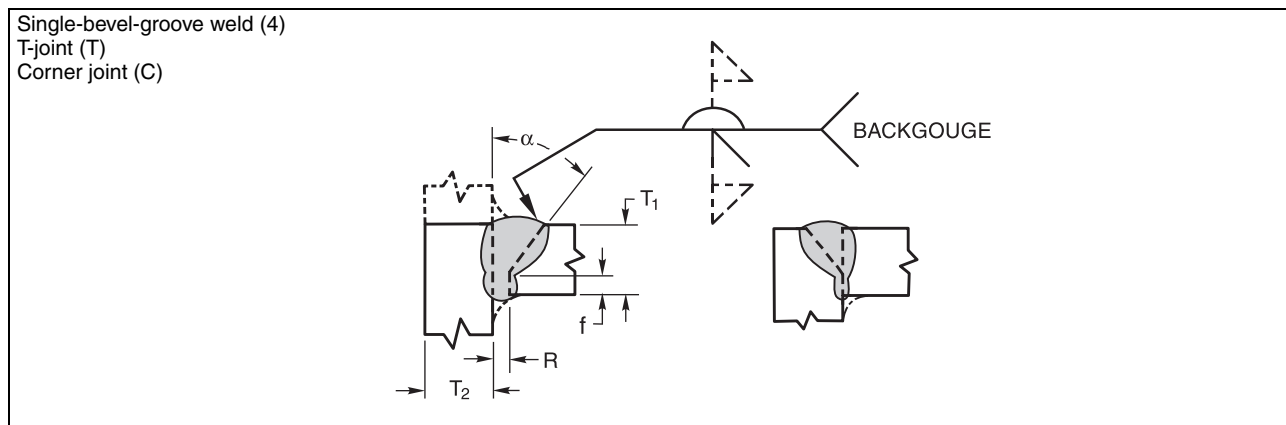 Single-bevel-groove weld (4)
T-joint (T)
Corner joint (C)
BACKGOUGE
α
T₁
f
R
T₂